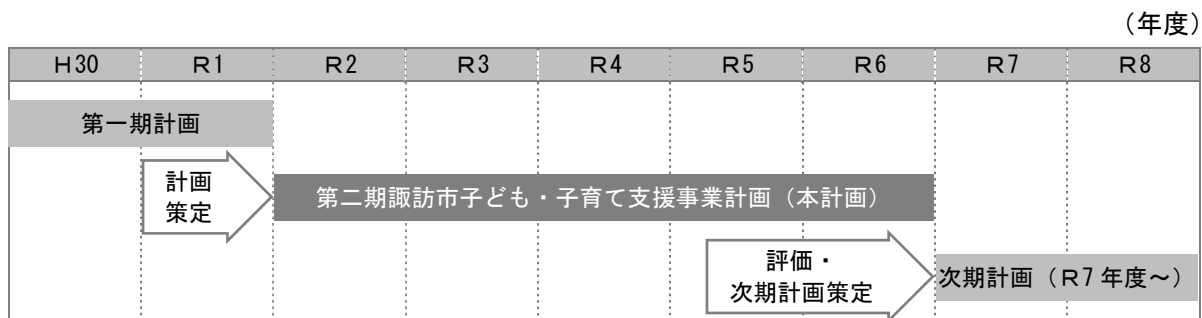 （年度）
H30 R1 R2 R3 R4 R5 R6 R7 R8
第一期計画
計画
策定
第二期諏訪市子ども・子育て支援事業計画（本計画）
評価・
次期計画策定
次期計画（R7年度～）